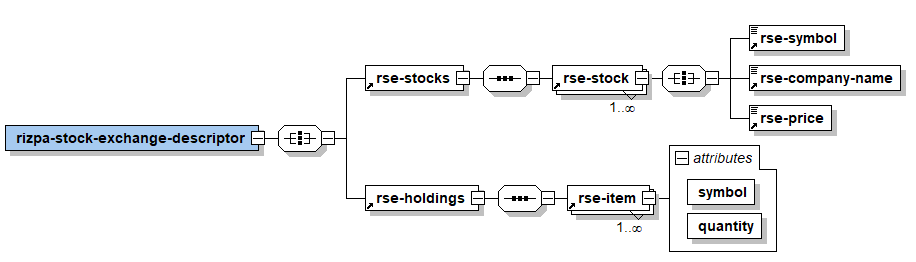 rse-symbol
rse-stocks
rse-stock
rse-company-name
1..∞
rse-price
rizpa-stock-exchange-descriptor
attributes
rse-holdings
rse-item
symbol
1..∞
quantity